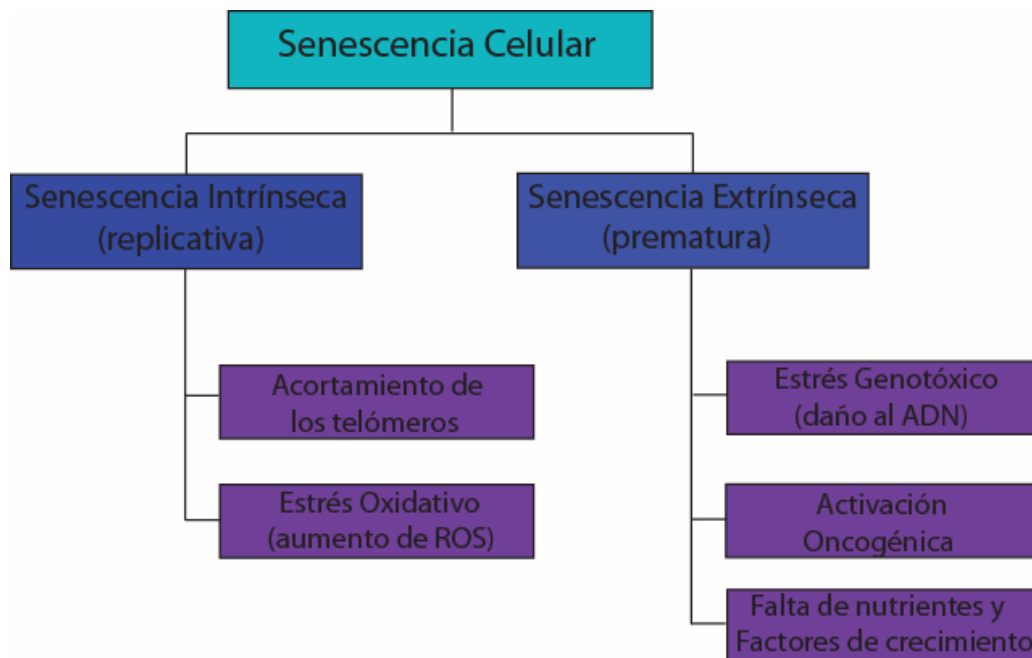 Senescencia Celular
Senescencia Intrínseca
(replicativa)
Senescencia Extrínseca
(prematura)
Acortamiento de
los telómeros
Estrés Oxidativo
(aumento de ROS)
Estrés Genotóxico
(daño al ADN)
Activación
Oncogénica
Falta de nutrientes y
Factores de crecimiento